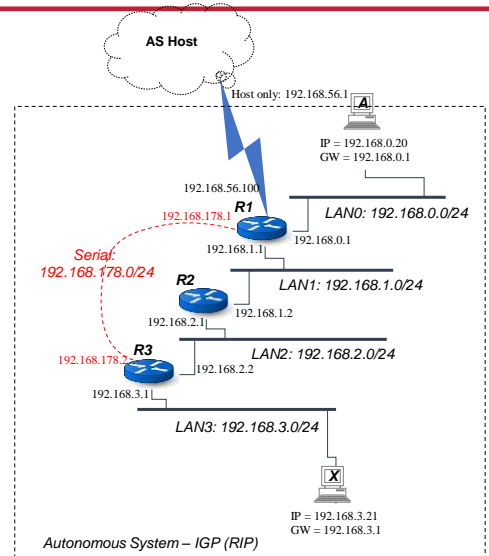 AS Host
Host only: 192.168.56.1
A
IP = 192.168.0.20
GW = 192.168.0.1
192.168.56.100
R1
192.168.178.1
LAN0: 192.168.0.0/24
192.168.0.1
192.168.1.1
Serial:
192.168.178.0/24
R2
LAN1: 192.168.1.0/24
192.168.1.2
192.168.2.1
R3
LAN2: 192.168.2.0/24
192.168.178.2
192.168.2.2
192.168.3.1
LAN3: 192.168.3.0/24
X
IP = 192.168.3.21
GW = 192.168.3.1
Autonomous System – IGP (RIP)